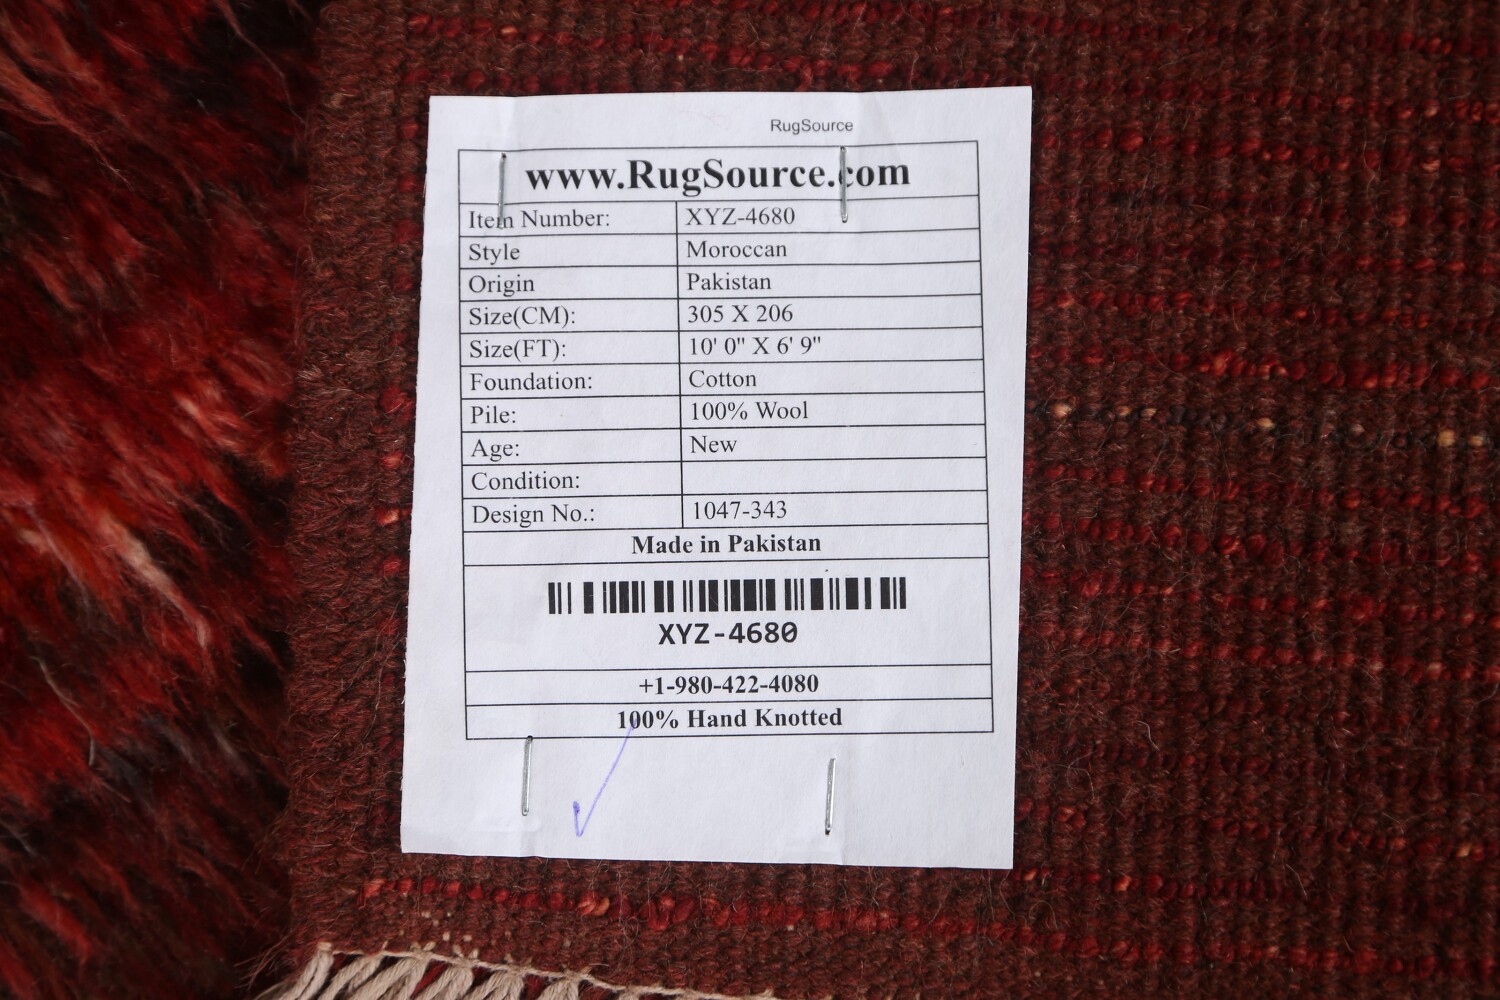 RugSource
www.RugSource.com
Item Number: XYZ-4680
Style Moroccan
Origin Pakistan
Size(CM): 305 X 206
Size(FT): 10' 0" X 6' 9"
Foundation: Cotton
Pile: 100% Wool
Age: New
Condition:
Design No.: 1047-343
Made in Pakistan
XYZ-4680
+1-980-422-4080
100% Hand Knotted